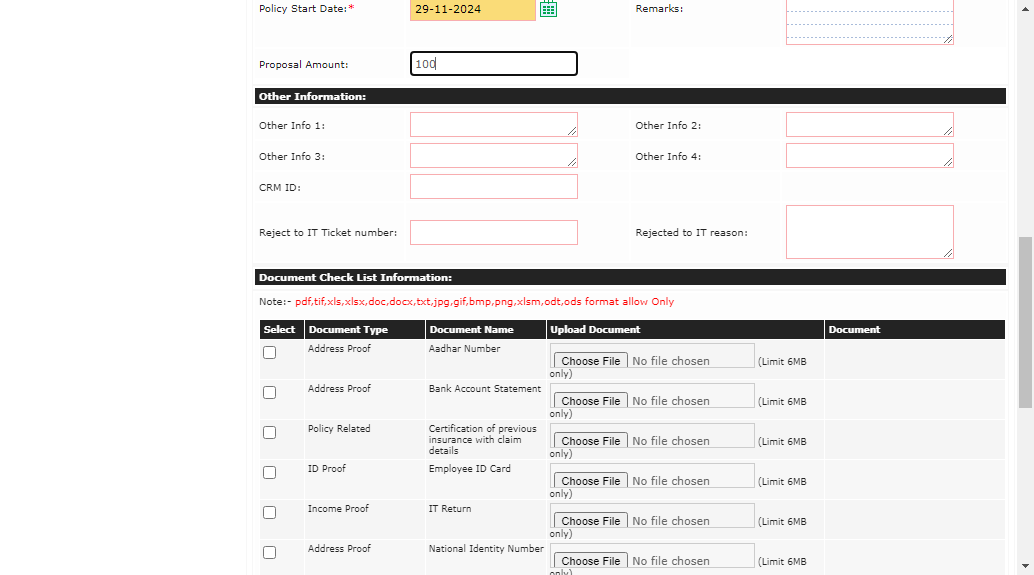 Policy Start Date:* 29-11-2024 Remarks:
Proposal Amount: 100
Other Information:
Other Info 1: Other Info 2:
Other Info 3: Other Info 4:
CRM ID:
Reject to IT Ticket number: Rejected to IT reason:
Document Check List Information:
Note:- pdf,tif,xls,xlsx,doc,docx,txt,jpg,gif,bmp,png,xlsm,odt,ods format allow Only
Select Document Type Document Name Upload Document Document
Address Proof Aadhar Number Choose File No file chosen (Limit 6MB
only)
Address Proof Bank Account Statement Choose File No file chosen (Limit 6MB
only)
Policy Related Certification of previous
insurance with claim
details Choose File No file chosen (Limit 6MB
only)
ID Proof Employee ID Card Choose File No file chosen (Limit 6MB
only)
Income Proof IT Return Choose File No file chosen (Limit 6MB
only)
Address Proof National Identity Number Choose File No file chosen (Limit 6MB
only)